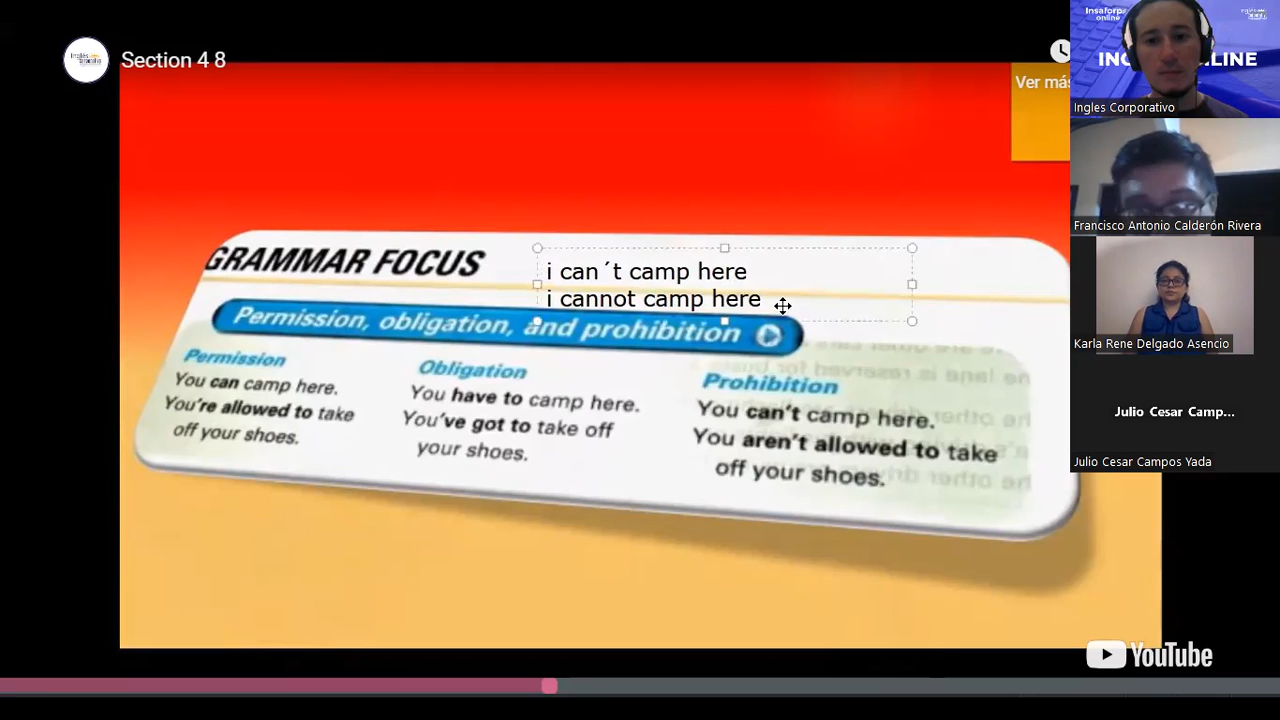 Section 4 8
Ver más
GRAMMAR FOCUS
i can´t camp here
i cannot camp here
Permission, obligation, and prohibition
Permission
You can camp here.
You're allowed to take
off your shoes.
Obligation
You have to camp here.
You've got to take off
your shoes.
Prohibition
You can't camp here.
You aren't allowed to take
off your shoes.
YouTube
Insaforp
online
Ingles Corporativo
Francisco Antonio Calderón Rivera
Karla Rene Delgado Asencio
Julio Cesar Camp...
Julio Cesar Campos Yada